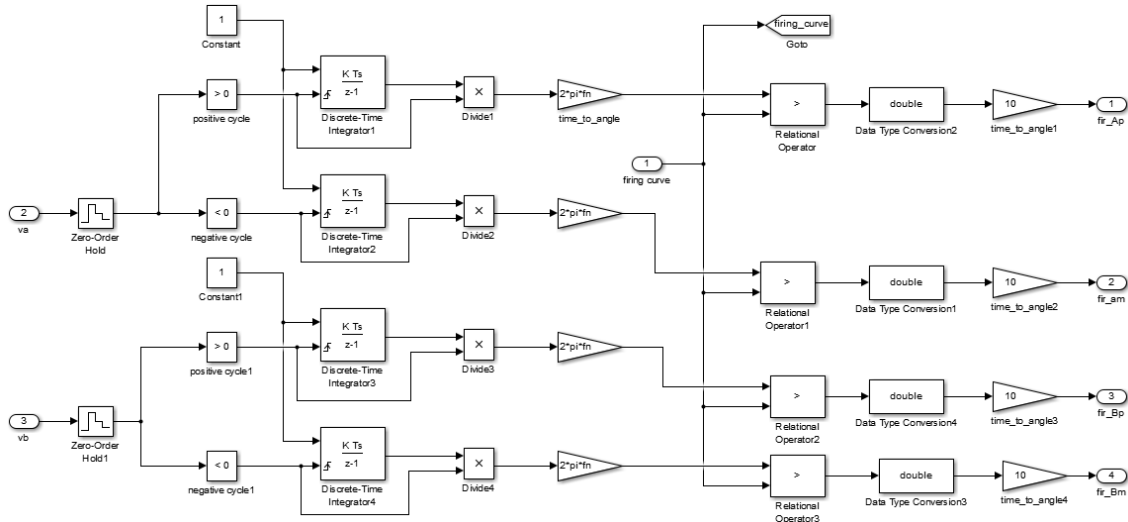 1
Constant
K Ts
z-1
Discrete-Time
Integrator1
> 0
positive cycle
×
Divide1
2*pi*fn
time_to_angle
firing_curve
Goto
>
Relational
Operator
double
Data Type Conversion2
10
time_to_angle1
1
fir_Ap
1
firing curve
2
va
Zero-Order
Hold
< 0
negative cycle
K Ts
z-1
Discrete-Time
Integrator2
×
Divide2
2*pi*fn
>
Relational
Operator1
double
Data Type Conversion1
10
time_to_angle2
2
fir_am
1
Constant1
> 0
positive cycle1
K Ts
z-1
Discrete-Time
Integrator3
×
Divide3
2*pi*fn
>
Relational
Operator2
double
Data Type Conversion4
10
time_to_angle3
3
fir_Bp
3
vb
Zero-Order
Hold1
< 0
negative cycle1
K Ts
z-1
Discrete-Time
Integrator4
×
Divide4
2*pi*fn
>
Relational
Operator3
double
Data Type Conversion3
10
time_to_angle4
4
fir_Bm